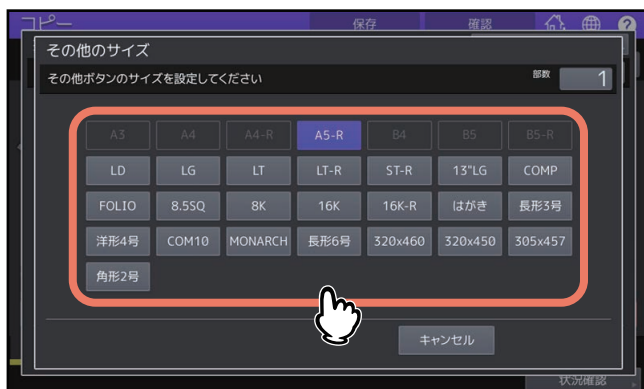 コピー 保存 確認
その他のサイズ
その他ボタンのサイズを設定してください 部数 1
A3 A4 A4-R A5-R B4 B5 B5-R
LD LG LT LT-R ST-R 13"LG COMP
FOLIO 8.5SQ 8K 16K 16K-R はがき 長形3号
洋形4号 COM10 MONARCH 長形6号 320x460 320x450 305x457
角形2号
キャンセル
状況確認